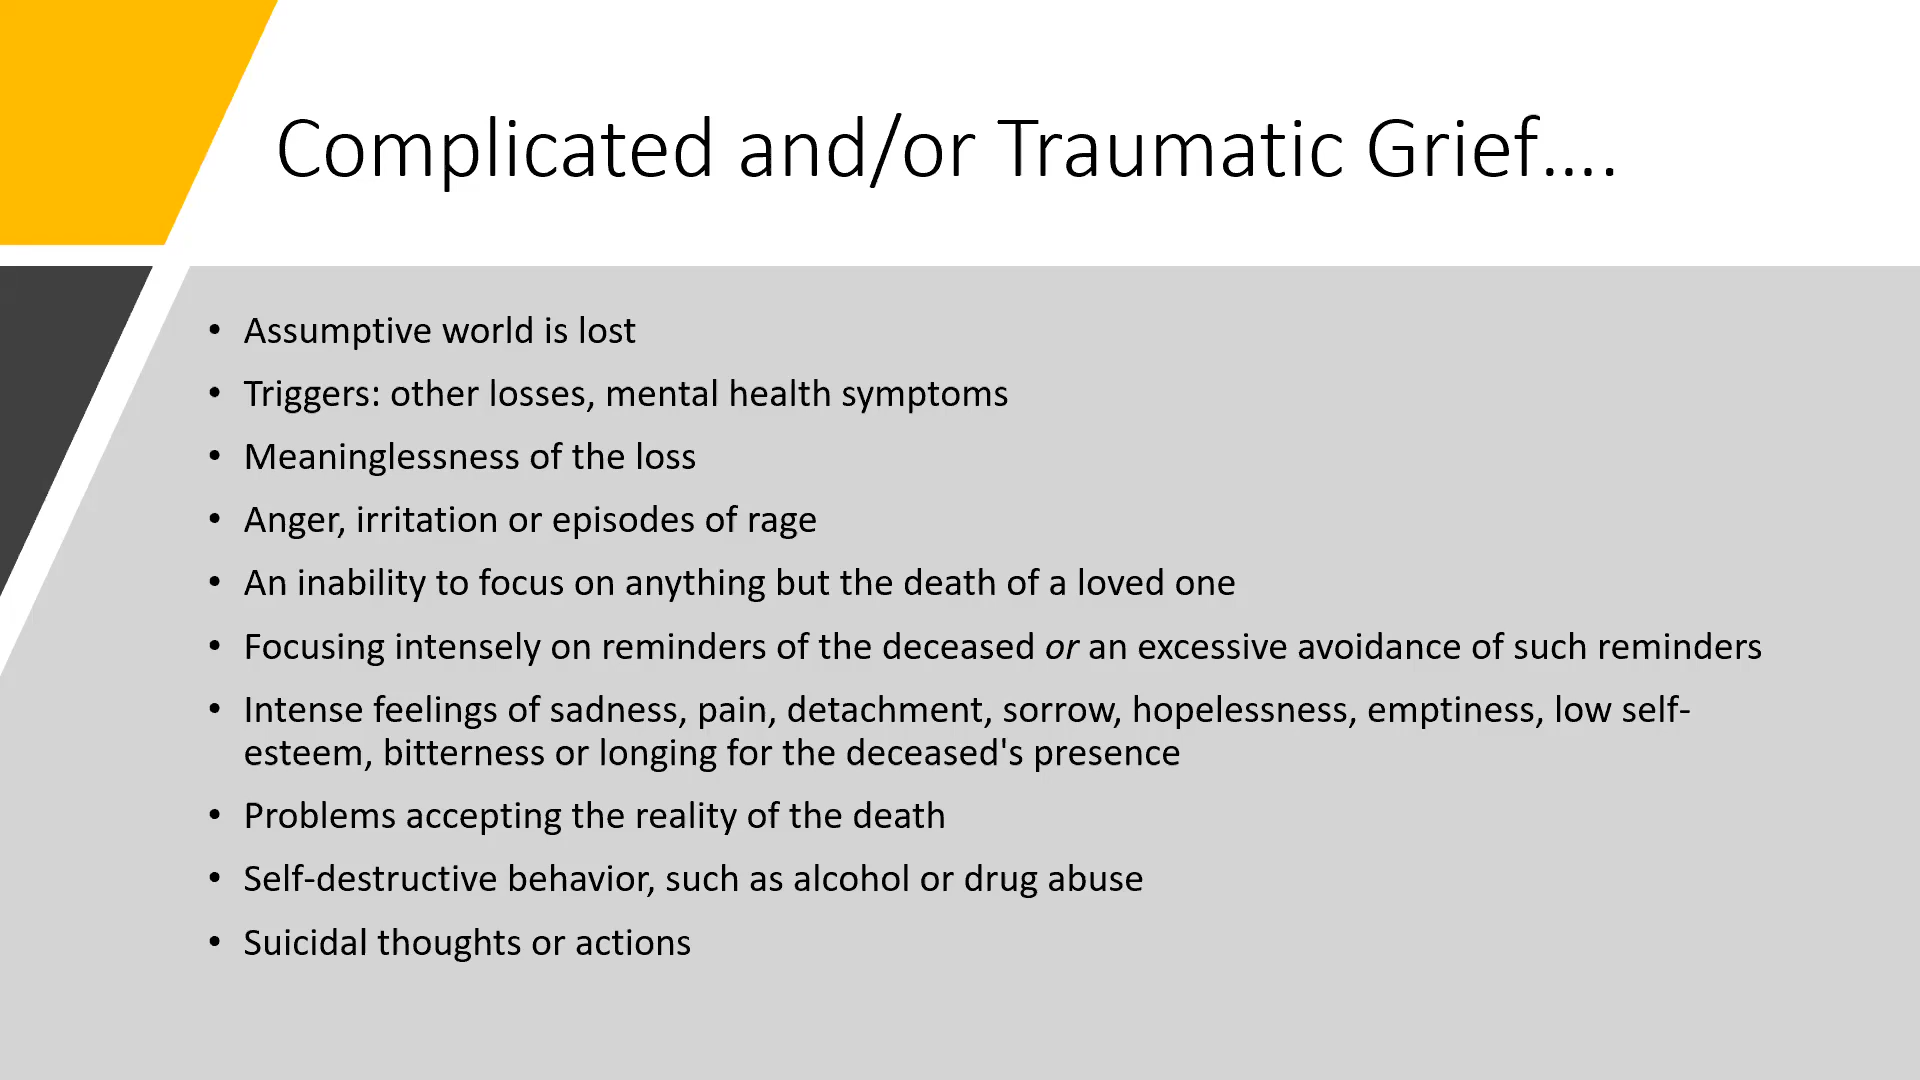 Complicated and/or Traumatic Grief....
• Assumptive world is lost
• Triggers: other losses, mental health symptoms
• Meaninglessness of the loss
• Anger, irritation or episodes of rage
• An inability to focus on anything but the death of a loved one
• Focusing intensely on reminders of the deceased or an excessive avoidance of such reminders
• Intense feelings of sadness, pain, detachment, sorrow, hopelessness, emptiness, low self-
esteem, bitterness or longing for the deceased's presence
• Problems accepting the reality of the death
• Self-destructive behavior, such as alcohol or drug abuse
• Suicidal thoughts or actions